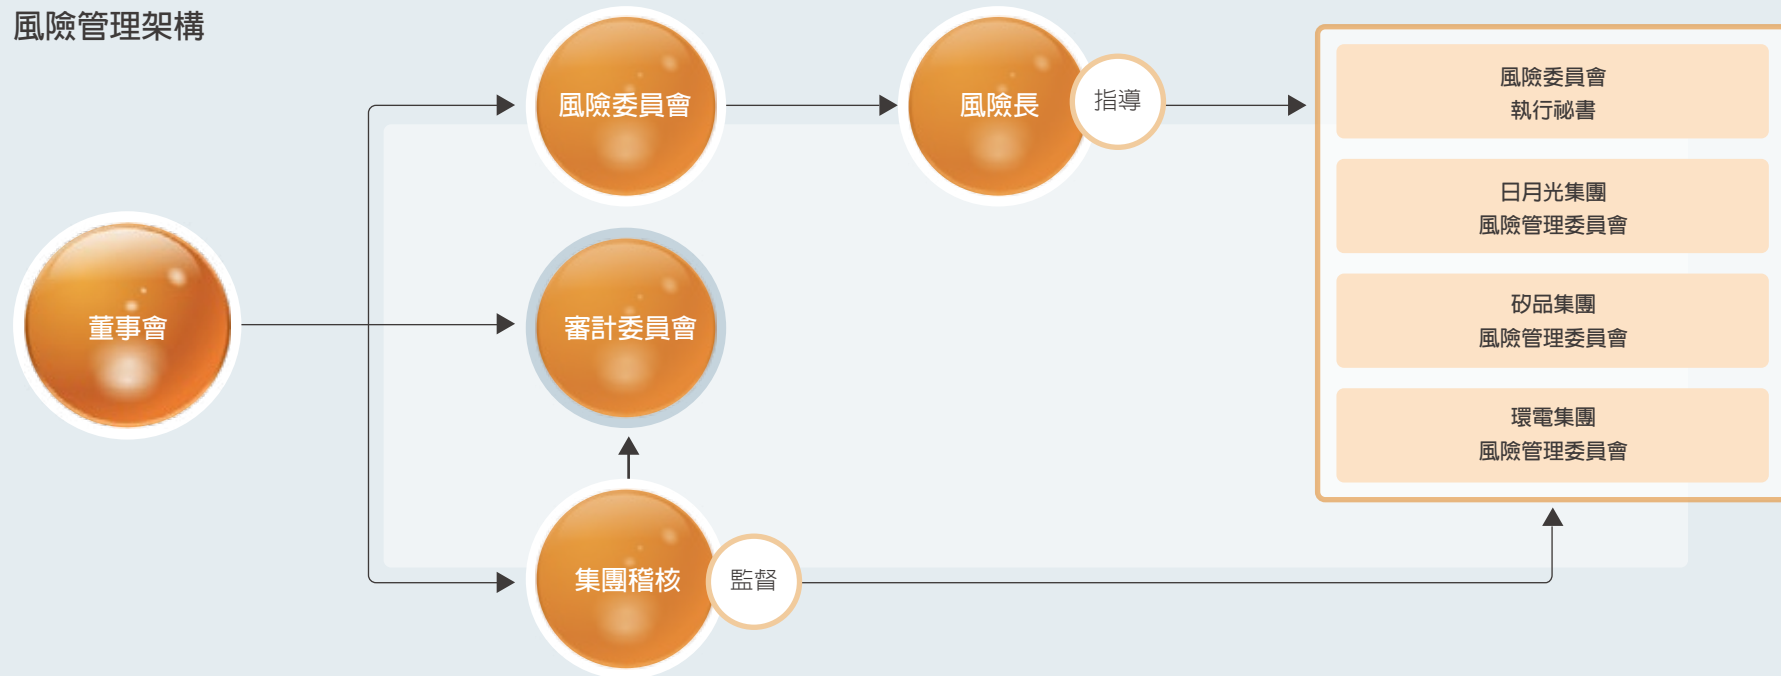 風險管理架構
董事會
風險委員會
風險長
指導
審計委員會
集團稽核
監督
風險委員會
執行祕書
日月光集團
風險管理委員會
矽品集團
風險管理委員會
環電集團
風險管理委員會